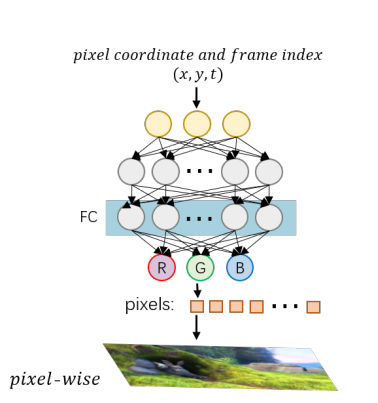 pixel coordinate and frame index
(x, y, t)
...
FC ...
R G B
pixels: ...
pixel-wise